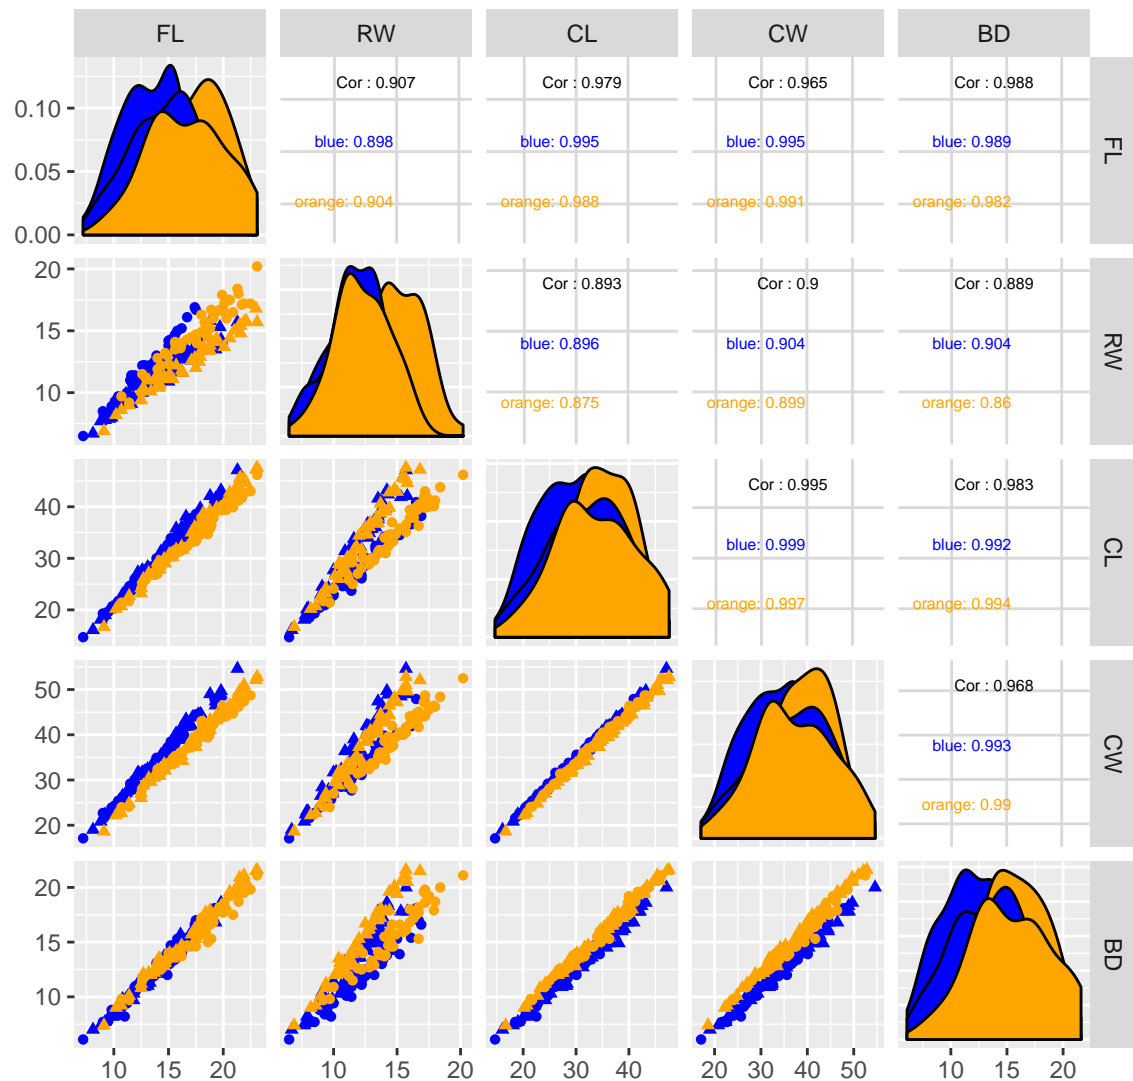 FL RW CL CW BD
0.10
0.05
0.00
Cor : 0.907
blue: 0.898
orange: 0.904
Cor : 0.979
blue: 0.995
orange: 0.988
Cor : 0.965
blue: 0.995
orange: 0.991
Cor : 0.988
blue: 0.989
orange: 0.982
FL
20
15
10
Cor : 0.893
blue: 0.896
orange: 0.875
Cor : 0.9
blue: 0.904
orange: 0.899
Cor : 0.889
blue: 0.904
orange: 0.86
RW
40
30
20
Cor : 0.995
blue: 0.999
orange: 0.997
Cor : 0.983
blue: 0.992
orange: 0.994
CL
50
40
30
20
Cor : 0.968
blue: 0.993
orange: 0.99
CW
20
15
10
BD
10 15 20 10 15 20 20 30 40 20 30 40 50 10 15 20